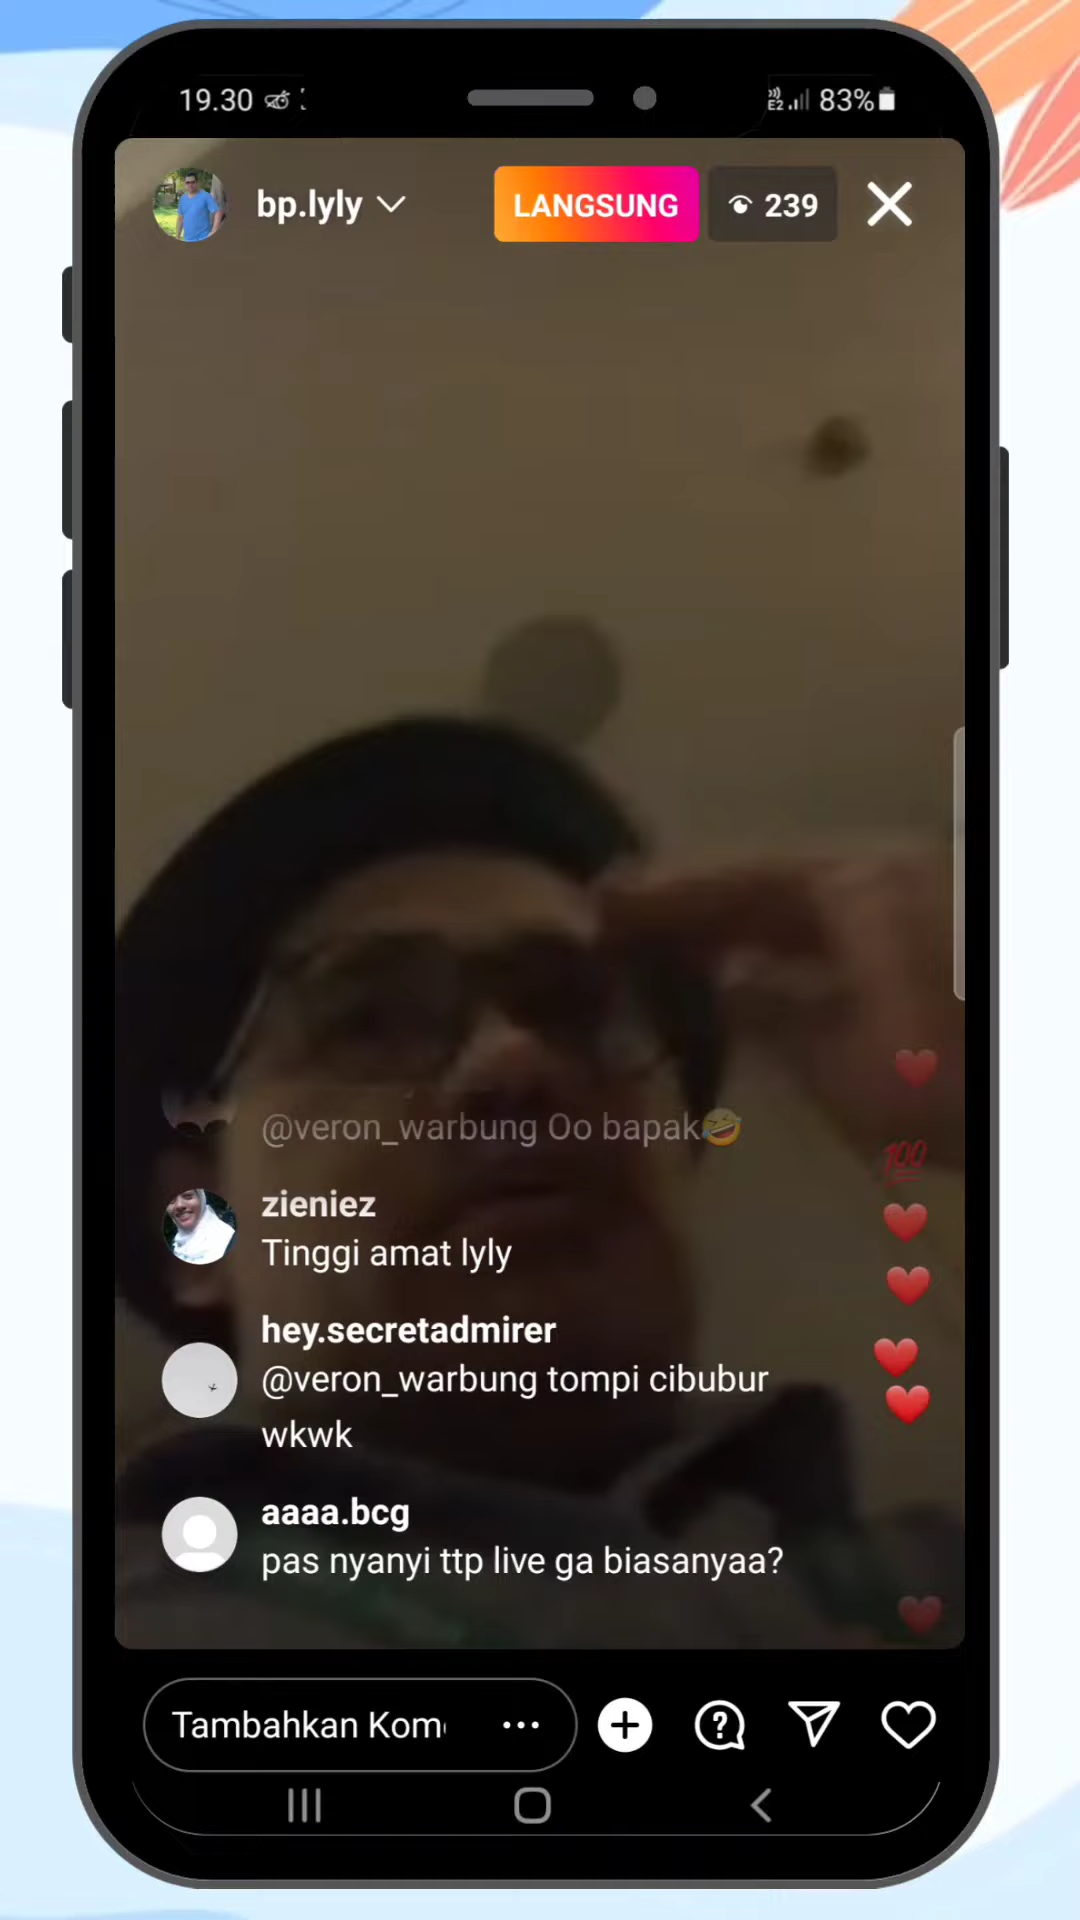 19.30
83%
bp.lyly
LANGSUNG
239
@veron_warbung Oo bapak🤣
zieniez
Tinggi amat lyly
hey.secretadmirer
@veron_warbung tompi cibubur
wkwk
aaaa.bcg
pas nyanyi ttp live ga biasanyaa?
💯
Tambahkan Kom